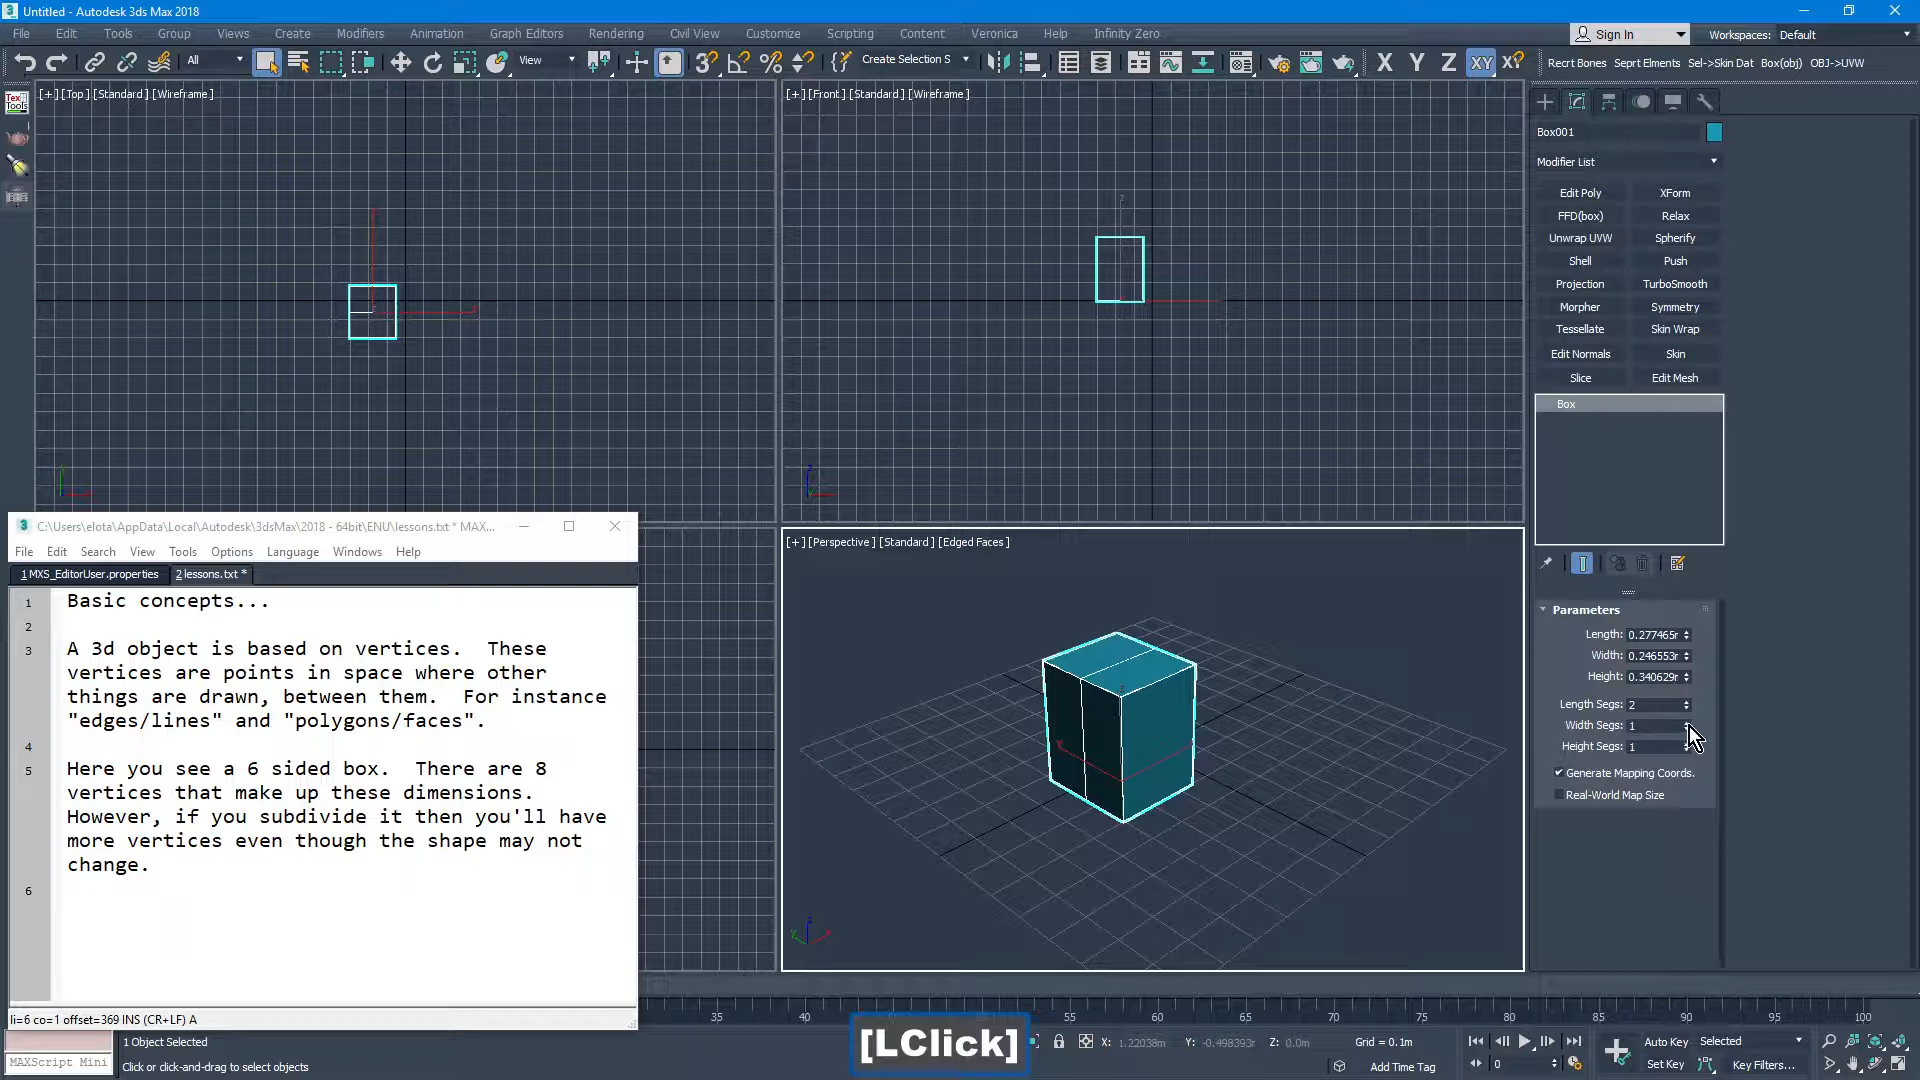 Untitled - Autodesk 3ds Max 2018
File Edit Tools Group Views Create Modifiers Animation Graph Editors Rendering Civil View Customize Scripting Content Veronica Help Infinity Zero
Sign In Workspaces: Default
All View Create Selection S X Y Z XY XY Recrt Bones Seprt Elments Sel->Skin Dat Box(obj) OBJ->UVW
Tex Tools
[+] [Top] [Standard] [Wireframe]
[+] [Front] [Standard] [Wireframe]
Box001
Modifier List
Edit Poly XForm
FFD(box) Relax
Unwrap UVW Spherify
Shell Push
Projection TurboSmooth
Morpher Symmetry
Tessellate Skin Wrap
Edit Normals Skin
Slice Edit Mesh
Box
C:\Users\elota\AppData\Local\Autodesk\3dsMax\2018 - 64bit\ENU\lessons.txt * MAX...
File Edit Search View Tools Options Language Windows Help
1 MXS_EditorUser.properties 2 lessons.txt *
1 Basic concepts...
2
3 A 3d object is based on vertices. These
vertices are points in space where other
things are drawn, between them. For instance
"edges/lines" and "polygons/faces".
4
5 Here you see a 6 sided box. There are 8
vertices that make up these dimensions.
However, if you subdivide it then you'll have
more vertices even though the shape may not
change.
6
li=6 co=1 offset=369 INS (CR+LF) A
[+] [Perspective] [Standard] [Edged Faces]
Parameters
Length: 0.277465r
Width: 0.246553r
Height: 0.340629r
Length Segs: 2
Width Segs: 1
Height Segs: 1
Generate Mapping Coords.
Real-World Map Size
35 40 55 60 65 70 75 80 85 90 95 100
[LClick]
1 Object Selected
X: 1.22038m Y: -0.498393r Z: 0.0m Grid = 0.1m
Auto Key Selected
MAXScript Mini
Click or click-and-drag to select objects
Add Time Tag
0
Set Key Key Filters...